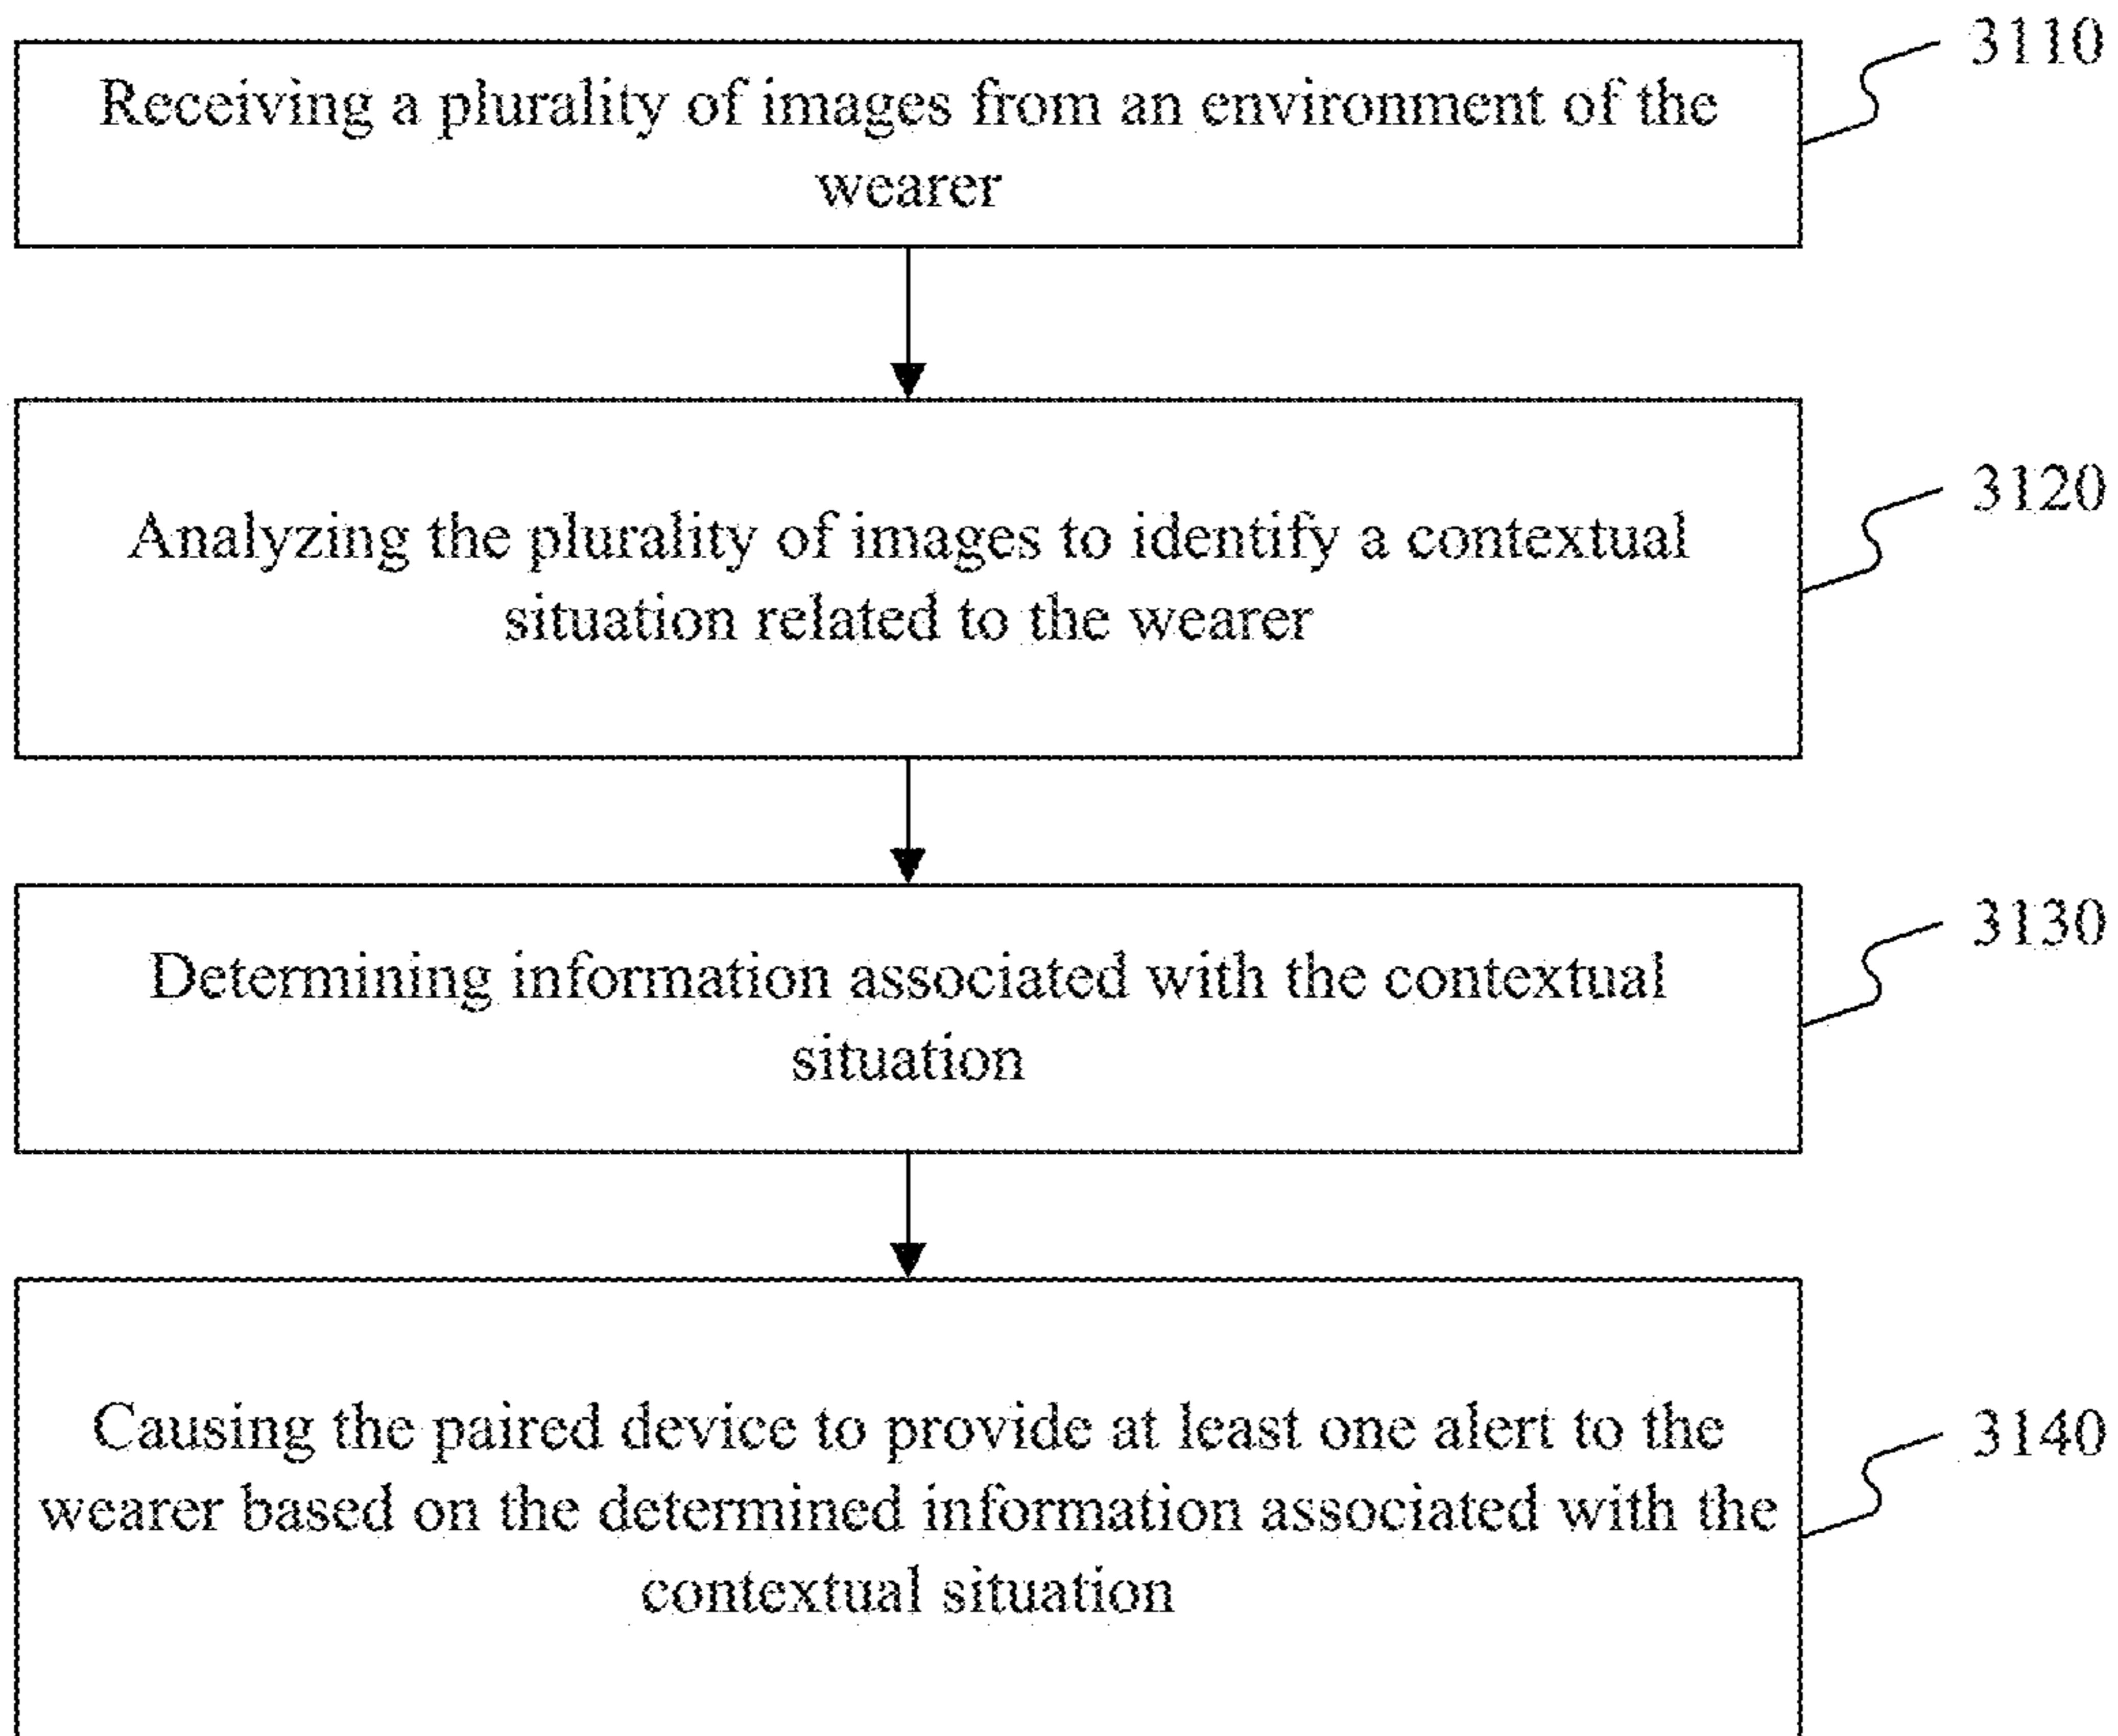 3110
Receiving a plurality of images from an environment of the
wearer
3120
Analyzing the plurality of images to identify a contextual
situation related to the wearer
3130
Determining information associated with the contextual
situation
3140
Causing the paired device to provide at least one alert to the
wearer based on the determined information associated with the
contextual situation